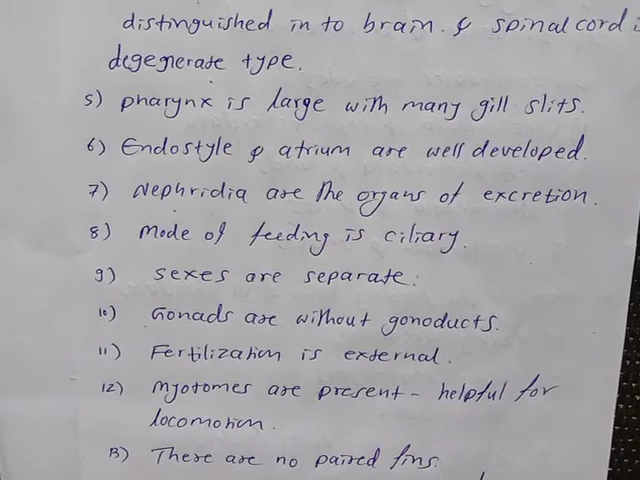 distinguished in to brain. & spinal cord
degenerate type.
5) Pharynx is large with many gill slits.
6) Endostyle & atrium are well developed.
7) Nephridia are the organs of excretion.
8) Mode of feeding is ciliary.
9) Sexes are separate.
10) Gonads are without gonoducts.
11) Fertilization is external.
12) Myotomes are present - helpful for
locomotion.
13) There are no paired fins.